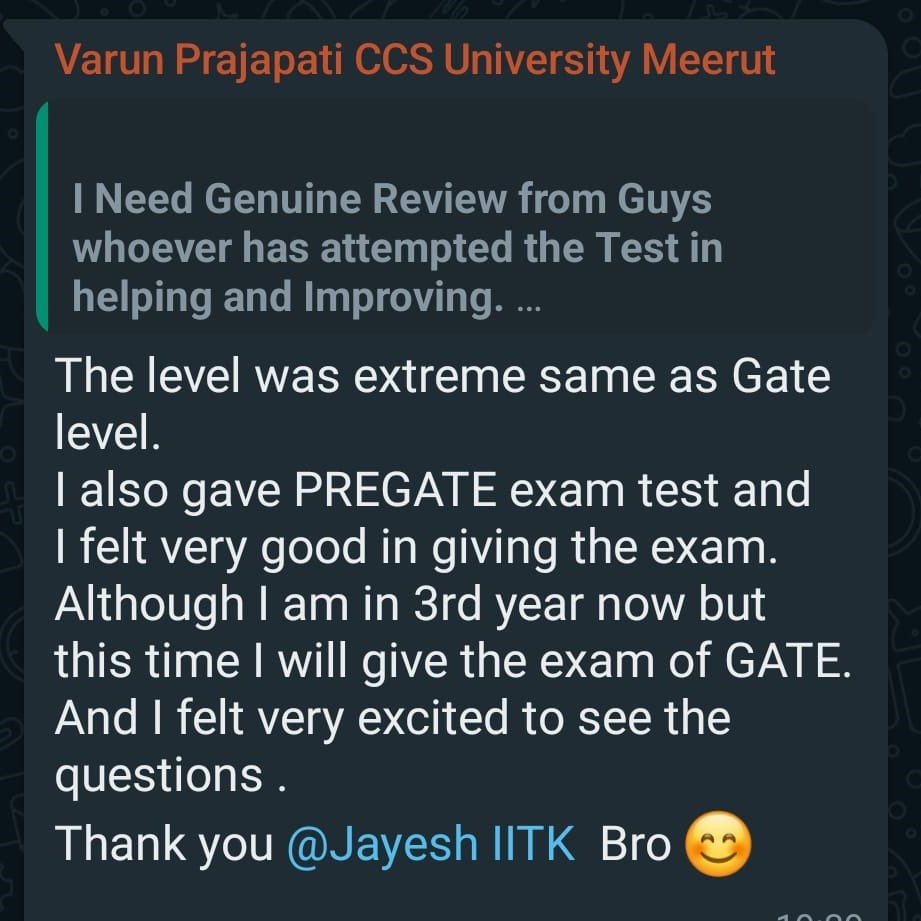 Varun Prajapati CCS University Meerut
I Need Genuine Review from Guys
whoever has attempted the Test in
helping and Improving. ...
The level was extreme same as Gate
level.
I also gave PREGATE exam test and
I felt very good in giving the exam.
Although I am in 3rd year now but
this time I will give the exam of GATE.
And I felt very excited to see the
questions .
Thank you @Jayesh IITK Bro 😊